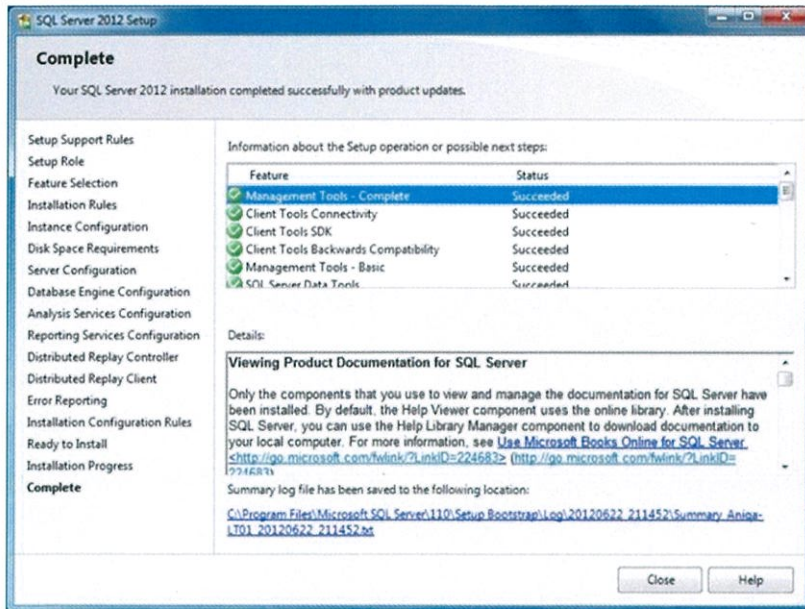 SQL Server 2012 Setup
Complete
Your SQL Server 2012 installation completed successfully with product updates.
Setup Support Rules
Setup Role
Feature Selection
Installation Rules
Instance Configuration
Disk Space Requirements
Server Configuration
Database Engine Configuration
Analysis Services Configuration
Reporting Services Configuration
Distributed Replay Controller
Distributed Replay Client
Error Reporting
Installation Configuration Rules
Ready to Install
Installation Progress
Complete
Information about the Setup operation or possible next steps:
Feature Status
Management Tools - Complete Succeeded
Client Tools Connectivity Succeeded
Client Tools SDK Succeeded
Client Tools Backwards Compatibility Succeeded
Management Tools - Basic Succeeded
SQL Server Data Tools Succeeded
Details:
Viewing Product Documentation for SQL Server
Only the components that you use to view and manage the documentation for SQL Server have
been installed. By default, the Help Viewer component uses the online library. After installing
SQL Server, you can use the Help Library Manager component to download documentation to
your local computer. For more information, see Use Microsoft Books Online for SQL Server
<http://go.microsoft.com/fwlink/?LinkID=224683> (http://go.microsoft.com/fwlink/?LinkID=
224683)
Summary log file has been saved to the following location:
C:\Program Files\Microsoft SQL Server\110\Setup Bootstrap\Log\20120622_211452\Summary_Aniqa-
LT01_20120622_211452.txt
Close Help